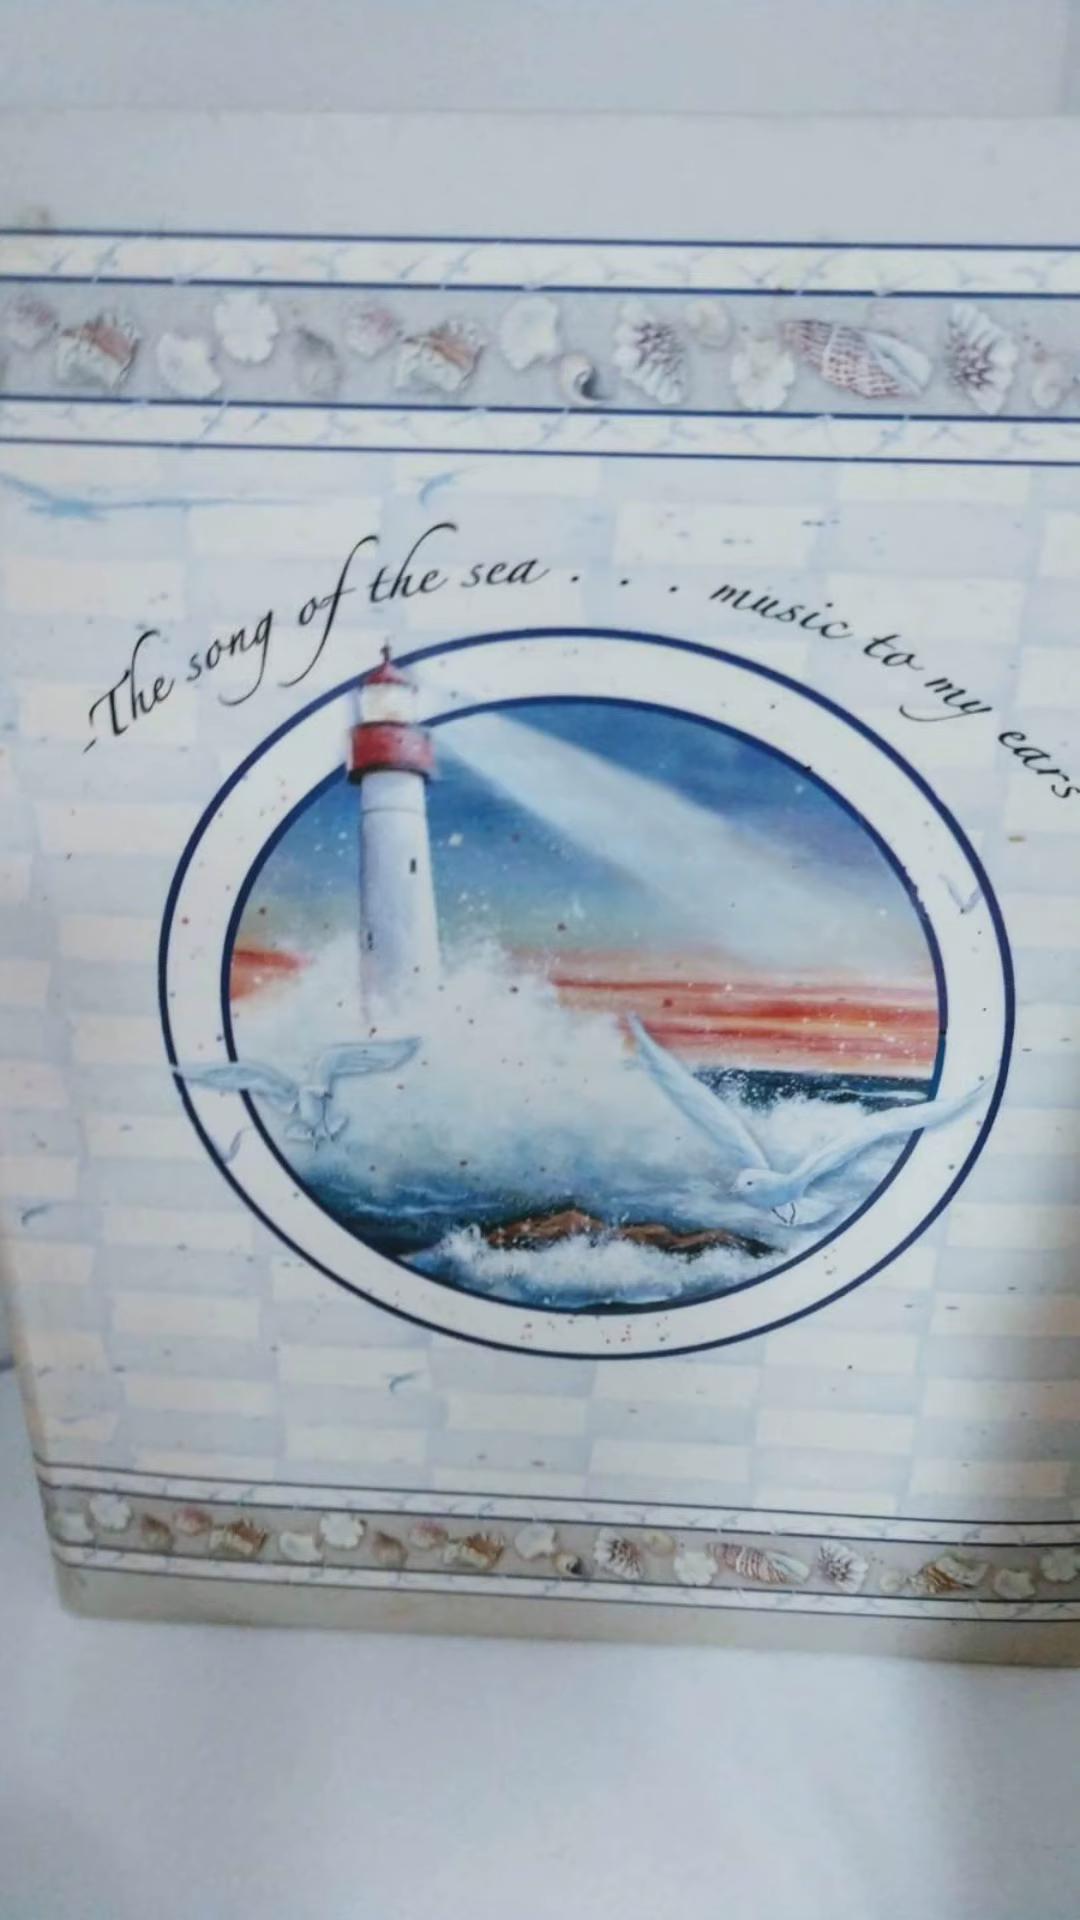 The song of the sea . . . music to my ears